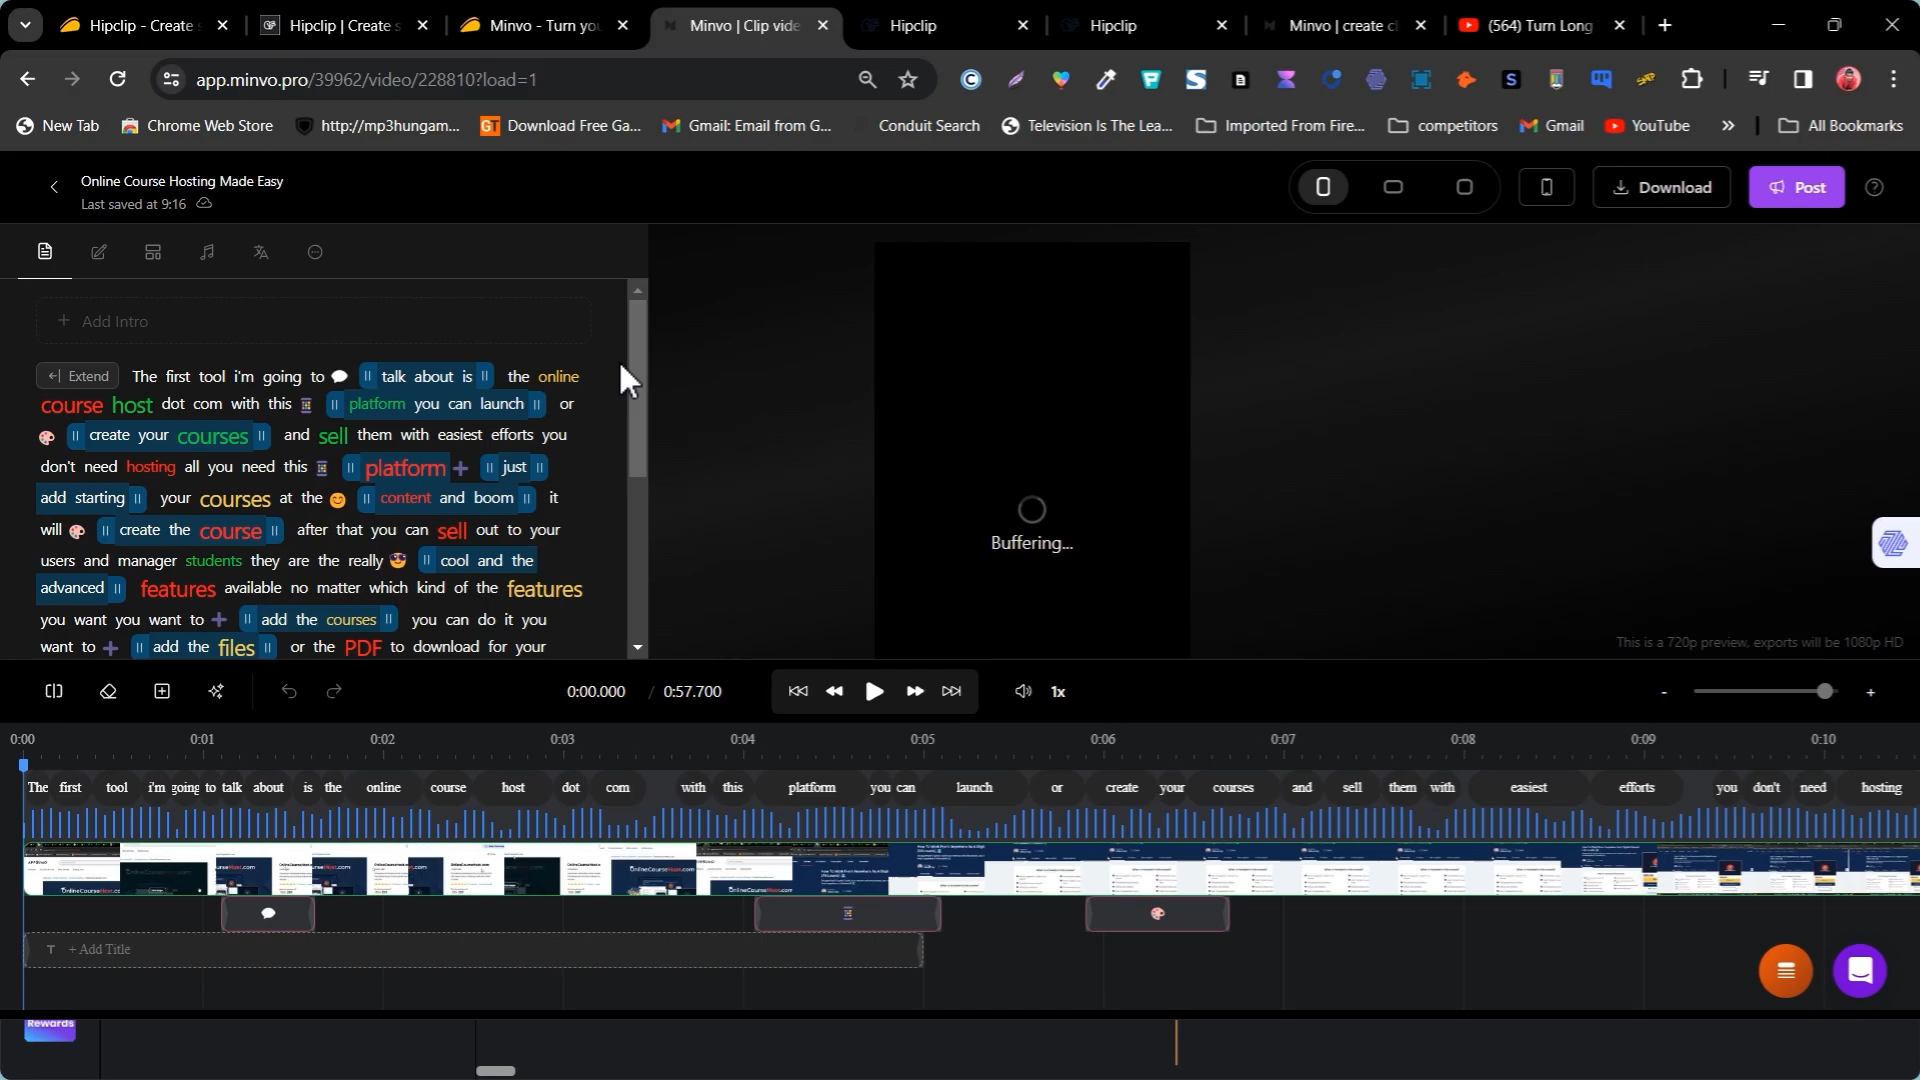 Hipclip - Create
Hipclip | Create s
Minvo - Turn yo
Minvo | Clip vide
Hipclip
Hipclip
Minvo | create cl
(564) Turn Long
app.minvo.pro/39962/video/228810?load=1
New Tab
Chrome Web Store
http://mp3hungam...
Download Free Ga...
Gmail: Email from G...
Conduit Search
Television Is The Lea...
Imported From Fire...
competitors
Gmail
YouTube
All Bookmarks
Online Course Hosting Made Easy
Last saved at 9:16
Download
Post
+ Add Intro
Extend The first tool i'm going to talk about is the online
course host dot com with this platform you can launch or
create your courses and sell them with easiest efforts you
don't need hosting all you need this platform just
add starting your courses at the content and boom it
will create the course after that you can sell out to your
users and manager students they are the really cool and the
advanced features available no matter which kind of the features
you want you want to add the courses you can do it you
want to add the files or the PDF to download for your
Buffering...
This is a 720p preview, exports will be 1080p HD
0:00.000 / 0:57.700
1x
- +
0:00 0:01 0:02 0:03 0:04 0:05 0:06 0:07 0:08 0:09 0:10
The first tool i'm going to talk about is the online course host dot com with this platform you can launch or create your courses and sell them with easiest efforts you don't need hosting
T + Add Title
Rewards